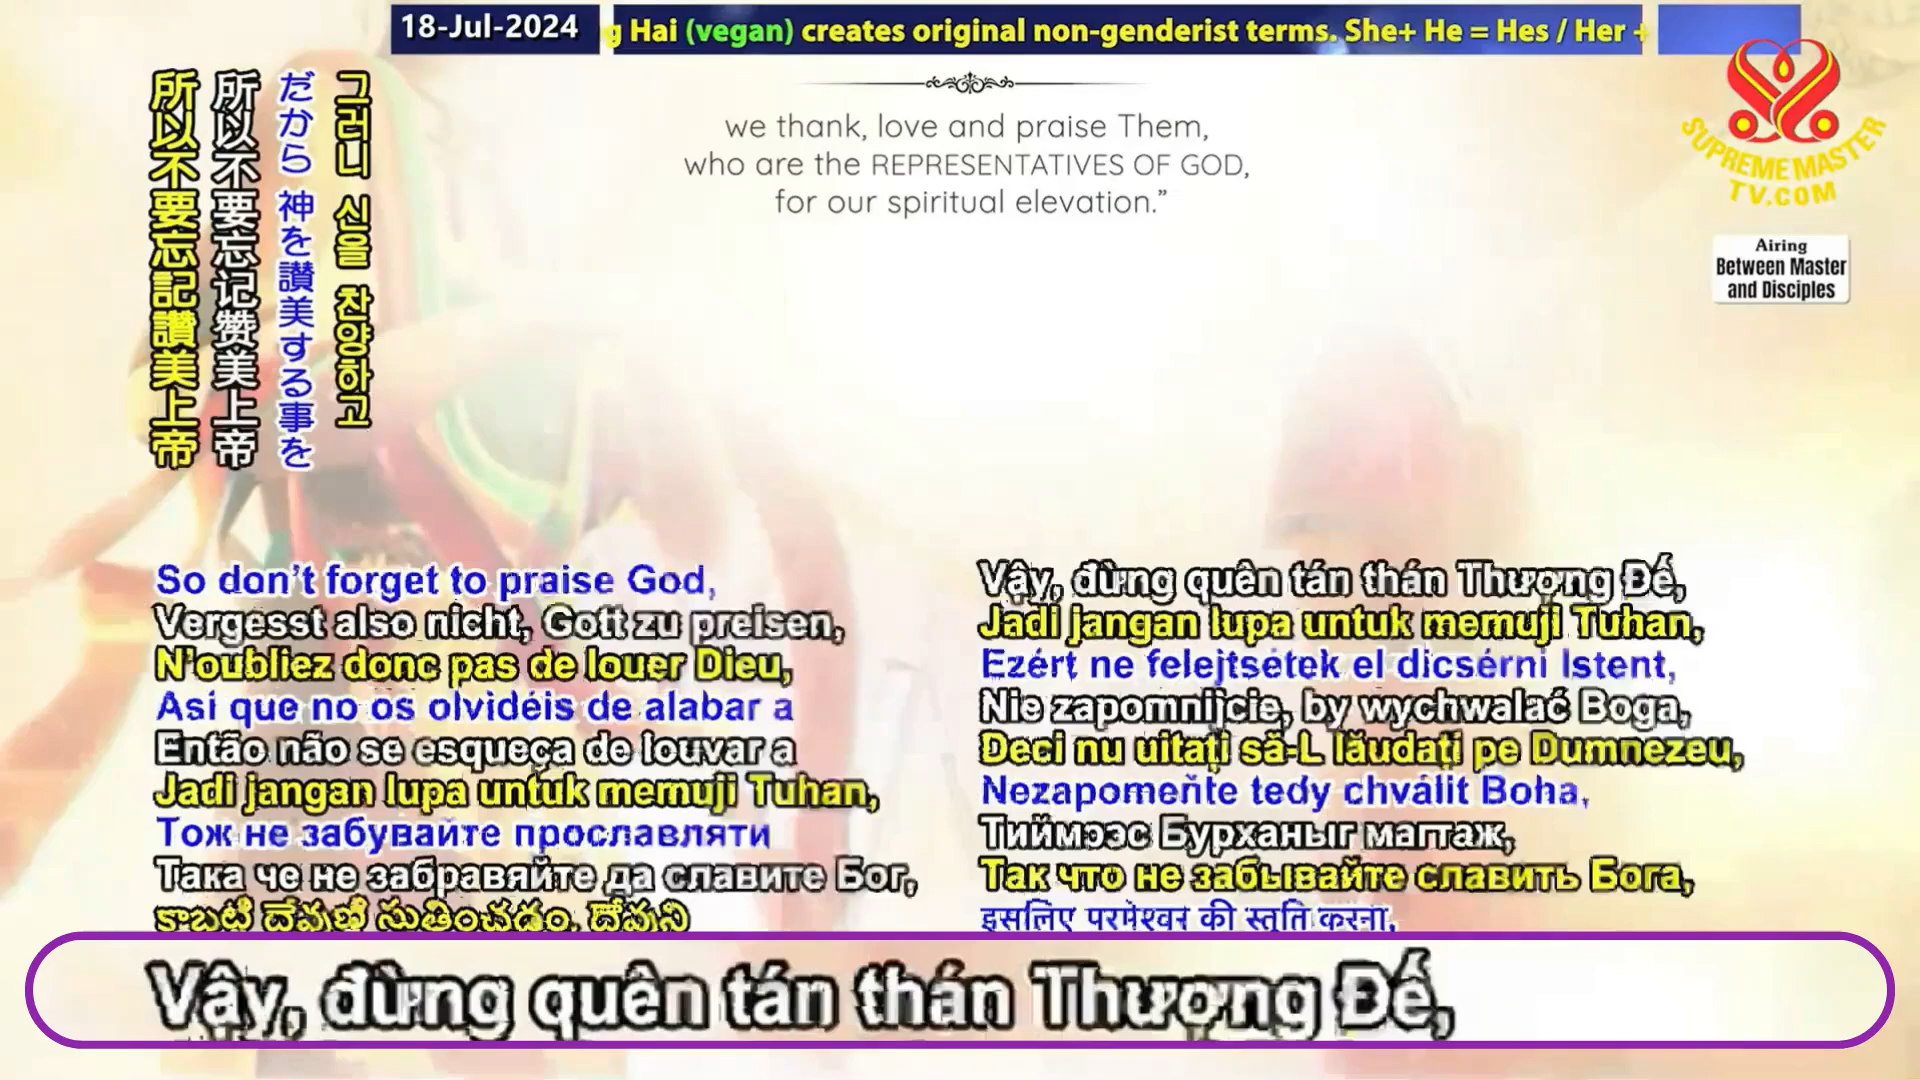 18-Jul-2024
g Hai (vegan) creates original non-genderist terms. She+ He = Hes / Her +
we thank, love and praise Them,
who are the REPRESENTATIVES OF GOD,
for our spiritual elevation.”
SUPREME MASTER
TV.COM
Airing
Between Master
and Disciples
所以不要忘記讚美上帝
所以不要忘记赞美上帝
だから 神を讃美する事を
그러니 신을 찬양하고
So don’t forget to praise God,
Vergesst also nicht, Gott zu preisen,
N’oubliez donc pas de louer Dieu,
Así que no os olvidéis de alabar a
Então não se esqueça de louvar a
Jadi jangan lupa untuk memuji Tuhan,
Тож не забувайте прославляти
Така че не забравяйте да славите Бог,
కాబట్టి దేవుణ్ణి స్తుతించడం, దేవుని
Vậy, đừng quên tán thán Thượng Đế,
Jadi jangan lupa untuk memuji Tuhan,
Ezért ne felejtsétek el dicsérni Istent,
Nie zapomnijcie, by wychwalać Boga,
Deci nu uitați să-L lăudați pe Dumnezeu,
Nezapomeňte tedy chválit Boha,
Тиймээс Бурханыг магтаж,
Так что не забывайте славить Бога,
इसलिए परमेश्वर की स्तुति करना,
Vậy, đừng quên tán thán Thượng Đế,